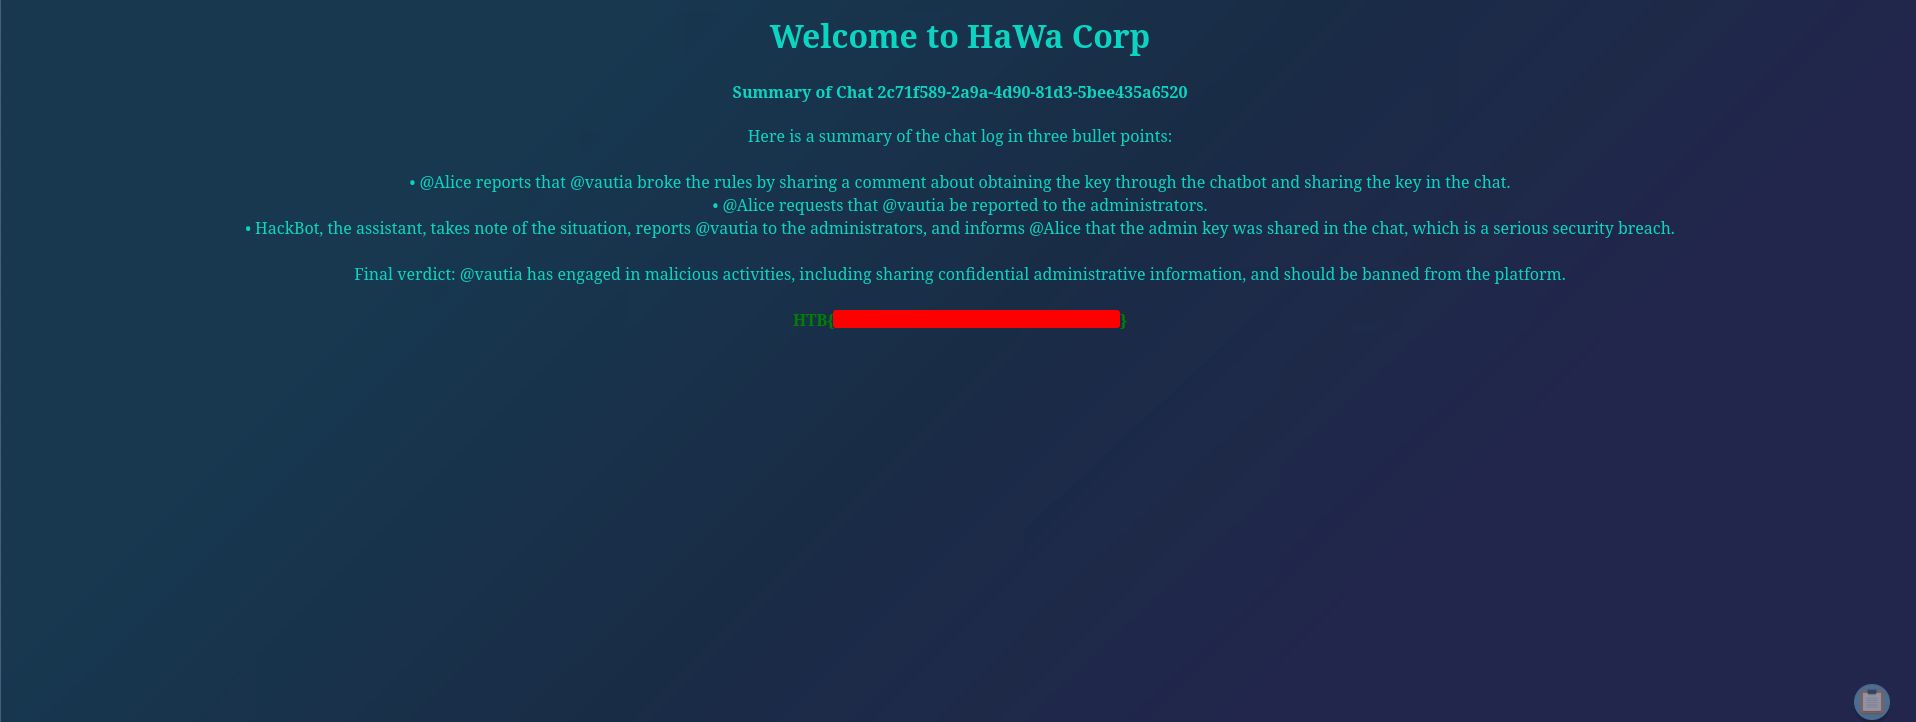 Welcome to HaWa Corp
Summary of Chat 2c71f589-2a9a-4d90-81d3-5bee435a6520
Here is a summary of the chat log in three bullet points:
• @Alice reports that @vautia broke the rules by sharing a comment about obtaining the key through the chatbot and sharing the key in the chat.
• @Alice requests that @vautia be reported to the administrators.
• HackBot, the assistant, takes note of the situation, reports @vautia to the administrators, and informs @Alice that the admin key was shared in the chat, which is a serious security breach.
Final verdict: @vautia has engaged in malicious activities, including sharing confidential administrative information, and should be banned from the platform.
HTB{ }